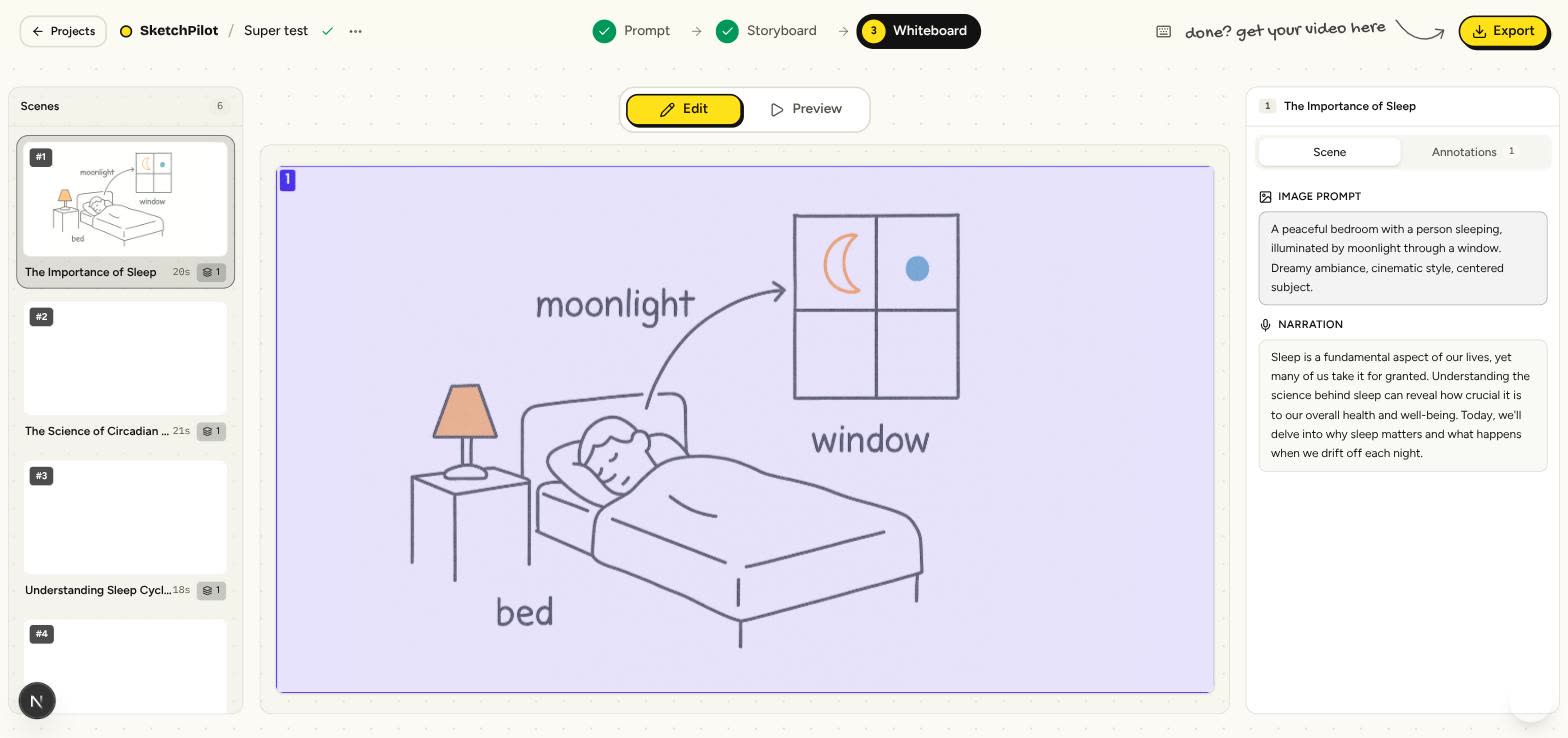 Projects
SketchPilot / Super test
Prompt
Storyboard
3 Whiteboard
done? get your video here
Export
Scenes 6
#1
moonlight
window
bed
The Importance of Sleep 20s 1
#2
The Science of Circadian ... 21s 1
#3
Understanding Sleep Cycl... 18s 1
#4
N
Edit
Preview
1
moonlight
window
bed
1 The Importance of Sleep
Scene
Annotations 1
IMAGE PROMPT
A peaceful bedroom with a person sleeping,
illuminated by moonlight through a window.
Dreamy ambiance, cinematic style, centered
subject.
NARRATION
Sleep is a fundamental aspect of our lives, yet
many of us take it for granted. Understanding the
science behind sleep can reveal how crucial it is
to our overall health and well-being. Today, we'll
delve into why sleep matters and what happens
when we drift off each night.